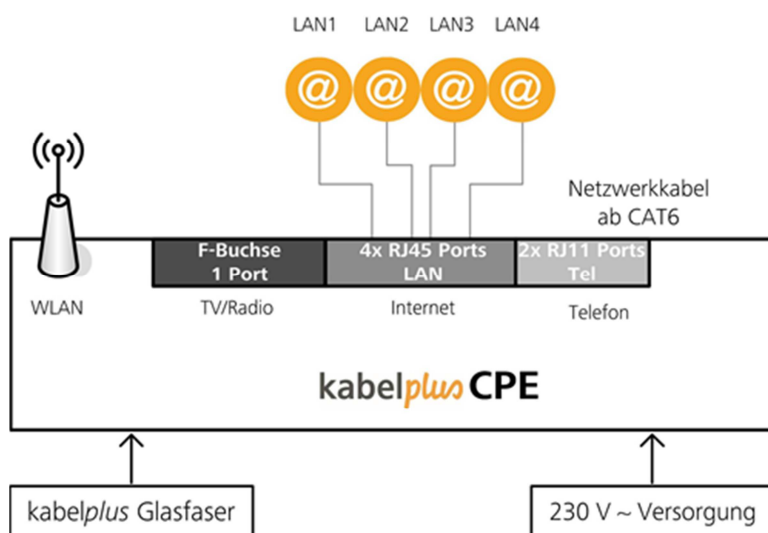 LAN1 LAN2 LAN3 LAN4
@ @ @ @
Netzwerkkabel
ab CAT6
F-Buchse
1 Port
4x RJ45 Ports
LAN
2x RJ11 Ports
Tel
WLAN
TV/Radio
Internet
Telefon
kabelplus CPE
kabelplus Glasfaser
230 V ~ Versorgung